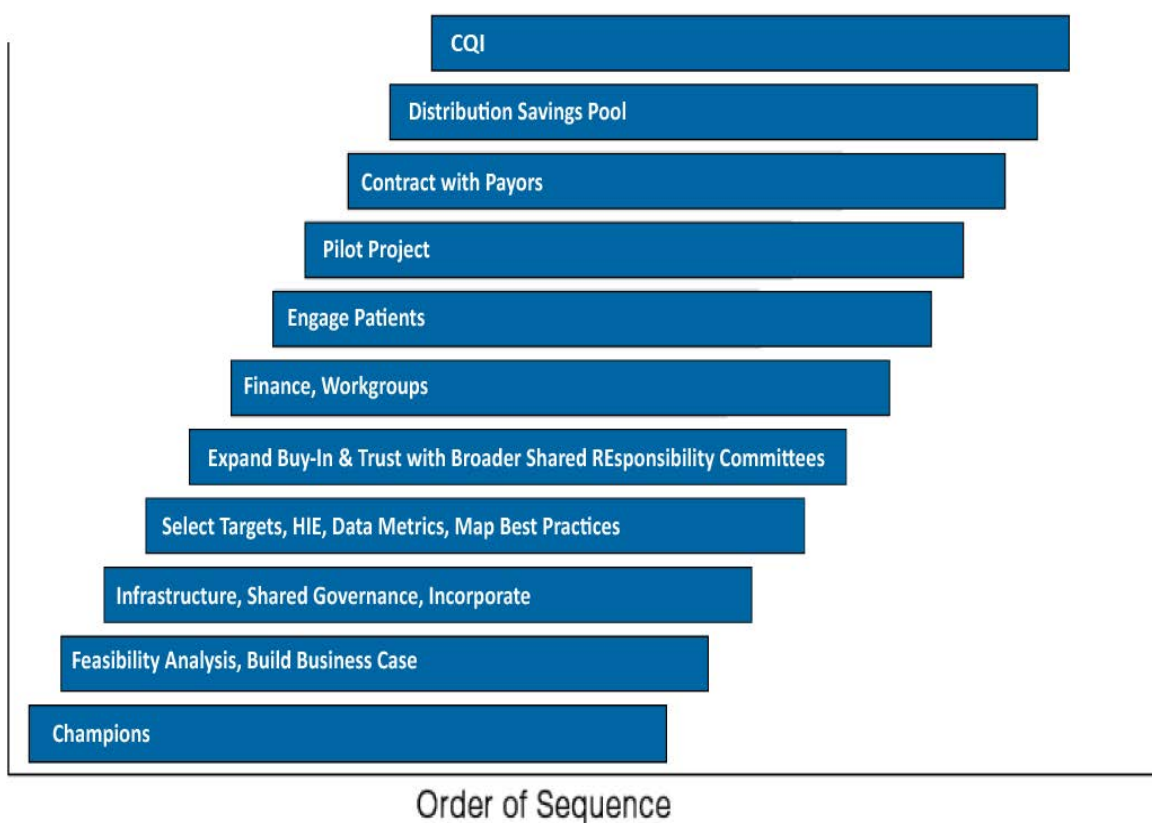 CQI
Distribution Savings Pool
Contract with Payors
Pilot Project
Engage Patients
Finance, Workgroups
Expand Buy-In & Trust with Broader Shared REsponsibility Committees
Select Targets, HIE, Data Metrics, Map Best Practices
Infrastructure, Shared Governance, Incorporate
Feasibility Analysis, Build Business Case
Champions
Order of Sequence